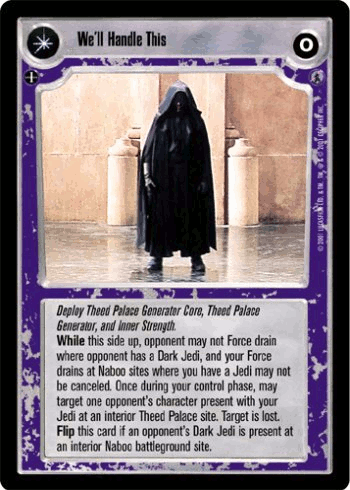 We'll Handle This
0
Deploy Theed Palace Generator Core, Theed Palace
Generator, and Inner Strength.
While this side up, opponent may not Force drain
where opponent has a Dark Jedi, and your Force
drains at Naboo sites where you have a Jedi may not
be canceled. Once during your control phase, may
target one opponent's character present with your
Jedi at an interior Theed Palace site. Target is lost.
Flip this card if an opponent's Dark Jedi is present at
an interior Naboo battleground site.